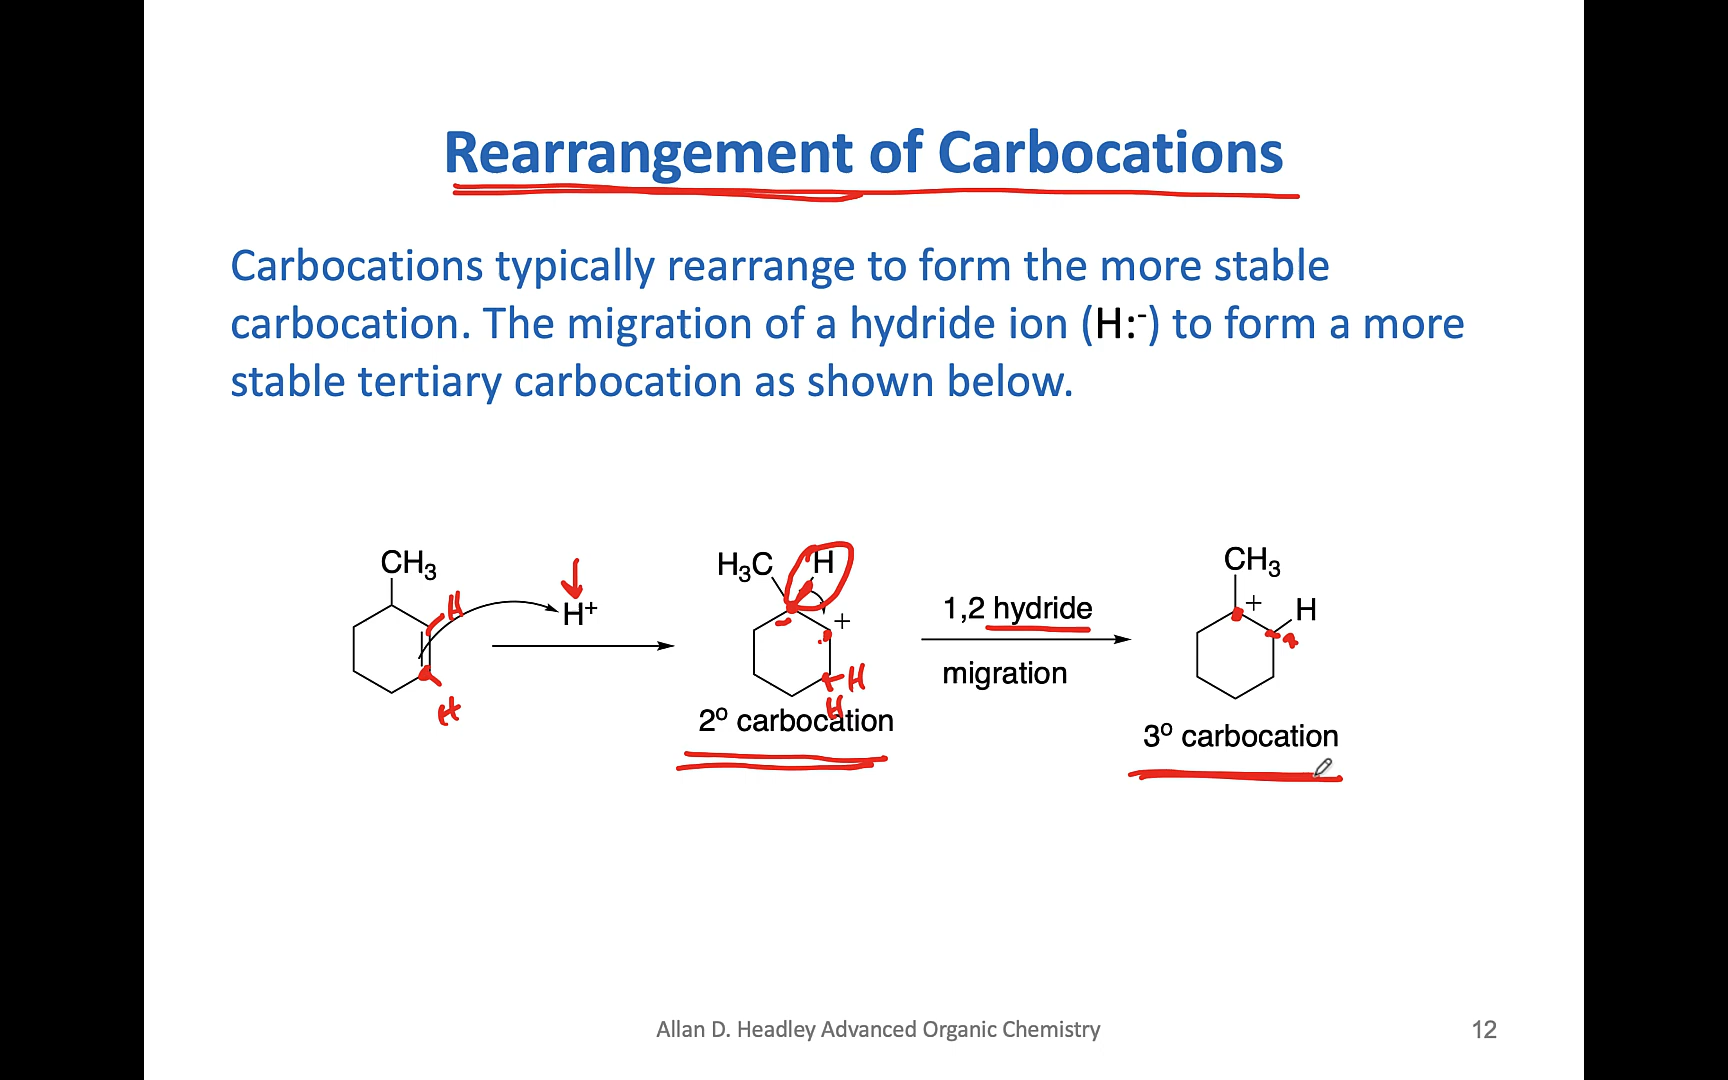 Rearrangement of Carbocations
Carbocations typically rearrange to form the more stable
carbocation. The migration of a hydride ion (H:⁻) to form a more
stable tertiary carbocation as shown below.
CH₃
H
H⁺
H
H₃C
H
+
H
H
2º carbocation
1,2 hydride
migration
CH₃
+
H
3º carbocation
Allan D. Headley Advanced Organic Chemistry
12